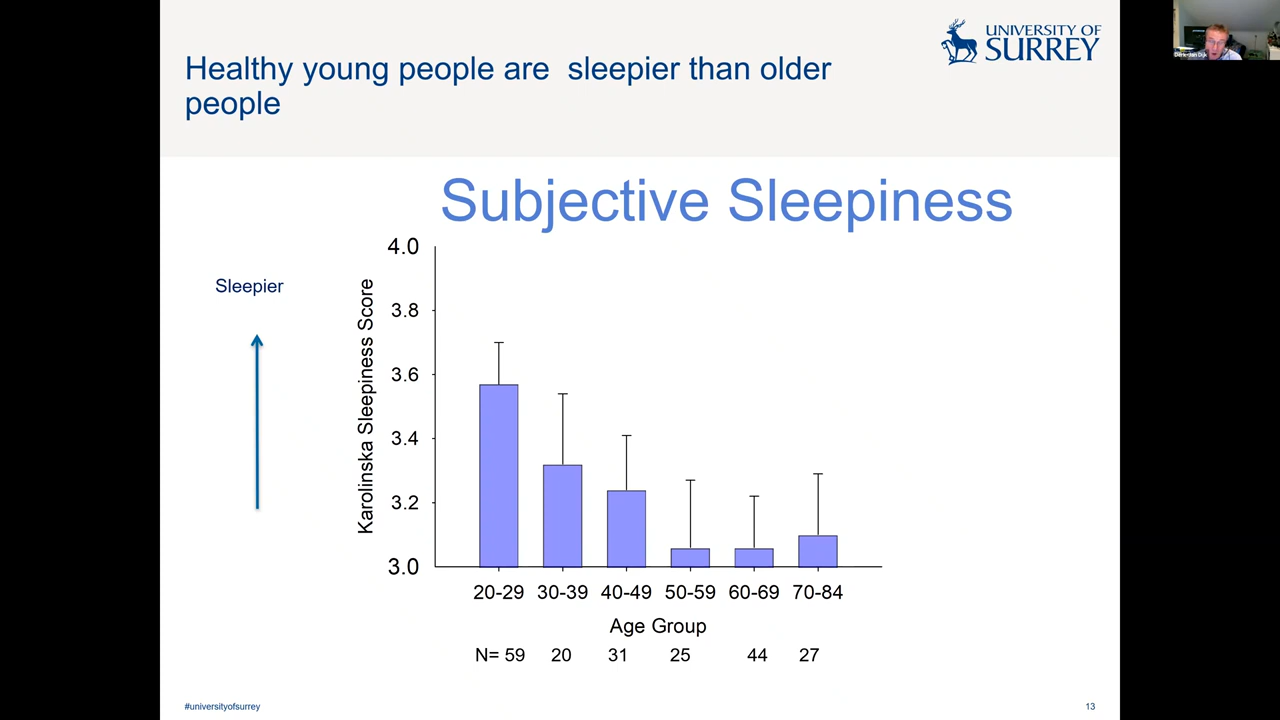 UNIVERSITY OF
SURREY
Healthy young people are  sleepier than older
people
Subjective Sleepiness
Sleepier
Karolinska Sleepiness Score
4.0
3.8
3.6
3.4
3.2
3.0
20-29 30-39 40-49 50-59 60-69 70-84
Age Group
N= 59 20 31 25 44 27
#universityofsurrey
13